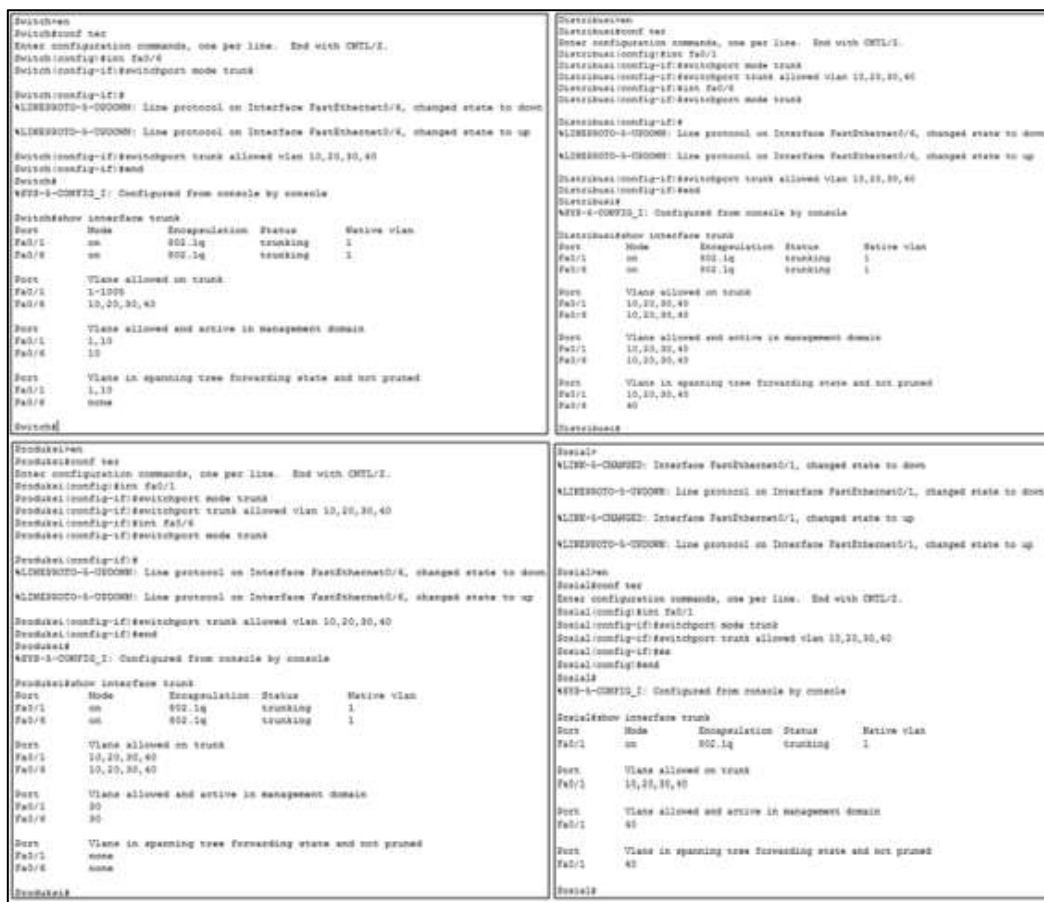 Switch>en
Switch#conf ter
Enter configuration commands, one per line.  End with CNTL/Z.
Switch(config)#int fa0/6
Switch(config-if)#switchport mode trunk
Switch(config-if)#
%LINEPROTO-5-UPDOWN: Line protocol on Interface FastEthernet0/6, changed state to down
%LINEPROTO-5-UPDOWN: Line protocol on Interface FastEthernet0/6, changed state to up
Switch(config-if)#switchport trunk allowed vlan 10,20,30,40
Switch(config-if)#end
Switch#
%SYS-5-CONFIG_I: Configured from console by console
Switch#show interface trunk
Port Mode Encapsulation Status Native vlan
Fa0/1 on 802.1q trunking 1
Fa0/6 on 802.1q trunking 1
Port Vlans allowed on trunk
Fa0/1 1-1005
Fa0/6 10,20,30,40
Port Vlans allowed and active in management domain
Fa0/1 1,10
Fa0/6 10
Port Vlans in spanning tree forwarding state and not pruned
Fa0/1 1,10
Fa0/6 none
Switch#
Distribusi>en
Distribusi#conf ter
Enter configuration commands, one per line.  End with CNTL/Z.
Distribusi(config)#int fa0/1
Distribusi(config-if)#switchport mode trunk
Distribusi(config-if)#switchport trunk allowed vlan 10,20,30,40
Distribusi(config-if)#int fa0/6
Distribusi(config-if)#switchport mode trunk
Distribusi(config-if)#
%LINEPROTO-5-UPDOWN: Line protocol on Interface FastEthernet0/6, changed state to down
%LINEPROTO-5-UPDOWN: Line protocol on Interface FastEthernet0/6, changed state to up
Distribusi(config-if)#switchport trunk allowed vlan 10,20,30,40
Distribusi(config-if)#end
Distribusi#
%SYS-5-CONFIG_I: Configured from console by console
Distribusi#show interface trunk
Port Mode Encapsulation Status Native vlan
Fa0/1 on 802.1q trunking 1
Fa0/6 on 802.1q trunking 1
Port Vlans allowed on trunk
Fa0/1 10,20,30,40
Fa0/6 10,20,30,40
Port Vlans allowed and active in management domain
Fa0/1 10,20,30,40
Fa0/6 10,20,30,40
Port Vlans in spanning tree forwarding state and not pruned
Fa0/1 10,20,30,40
Fa0/6 40
Distribusi#
Produksi>en
Produksi#conf ter
Enter configuration commands, one per line.  End with CNTL/Z.
Produksi(config)#int fa0/1
Produksi(config-if)#switchport mode trunk
Produksi(config-if)#switchport trunk allowed vlan 10,20,30,40
Produksi(config-if)#int fa0/6
Produksi(config-if)#switchport mode trunk
Produksi(config-if)#
%LINEPROTO-5-UPDOWN: Line protocol on Interface FastEthernet0/6, changed state to down
%LINEPROTO-5-UPDOWN: Line protocol on Interface FastEthernet0/6, changed state to up
Produksi(config-if)#switchport trunk allowed vlan 10,20,30,40
Produksi(config-if)#end
Produksi#
%SYS-5-CONFIG_I: Configured from console by console
Produksi#show interface trunk
Port Mode Encapsulation Status Native vlan
Fa0/1 on 802.1q trunking 1
Fa0/6 on 802.1q trunking 1
Port Vlans allowed on trunk
Fa0/1 10,20,30,40
Fa0/6 10,20,30,40
Port Vlans allowed and active in management domain
Fa0/1 30
Fa0/6 30
Port Vlans in spanning tree forwarding state and not pruned
Fa0/1 none
Fa0/6 none
Produksi#
Sosial>
%LINK-5-CHANGED: Interface FastEthernet0/1, changed state to down
%LINEPROTO-5-UPDOWN: Line protocol on Interface FastEthernet0/1, changed state to down
%LINK-5-CHANGED: Interface FastEthernet0/1, changed state to up
%LINEPROTO-5-UPDOWN: Line protocol on Interface FastEthernet0/1, changed state to up
Sosial>en
Sosial#conf ter
Enter configuration commands, one per line.  End with CNTL/Z.
Sosial(config)#int fa0/1
Sosial(config-if)#switchport mode trunk
Sosial(config-if)#switchport trunk allowed vlan 10,20,30,40
Sosial(config-if)#ex
Sosial(config)#end
Sosial#
%SYS-5-CONFIG_I: Configured from console by console
Sosial#show interface trunk
Port Mode Encapsulation Status Native vlan
Fa0/1 on 802.1q trunking 1
Port Vlans allowed on trunk
Fa0/1 10,20,30,40
Port Vlans allowed and active in management domain
Fa0/1 40
Port Vlans in spanning tree forwarding state and not pruned
Fa0/1 40
Sosial#